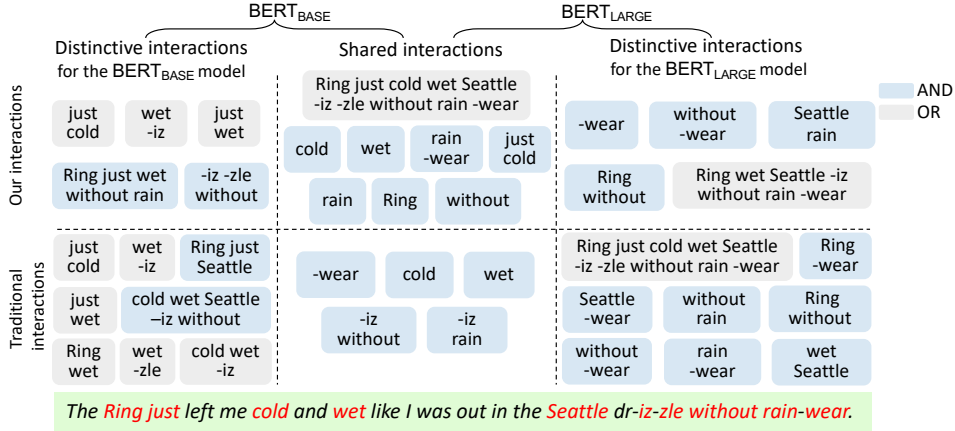 BERT_BASE
BERT_LARGE
Distinctive interactions
for the BERT_BASE model
Shared interactions
Distinctive interactions
for the BERT_LARGE model
AND
OR
Our interactions
just
cold
wet
-iz
just
wet
Ring just wet
without rain
-iz -zle
without
Ring just cold wet Seattle
-iz -zle without rain -wear
cold
wet
rain
-wear
just
cold
rain
Ring
without
-wear
without
-wear
Seattle
rain
Ring
without
Ring wet Seattle -iz
without rain -wear
Traditional
interactions
just
cold
wet
-iz
Ring just
Seattle
just
wet
cold wet Seattle
–iz without
Ring
wet
wet
-zle
cold wet
-iz
-wear
cold
wet
-iz
without
-iz
rain
Ring just cold wet Seattle
-iz -zle without rain -wear
Ring
-wear
Seattle
-wear
without
rain
Ring
without
without
-wear
rain
-wear
wet
Seattle
The Ring just left me cold and wet like I was out in the Seattle dr-iz-zle without rain-wear.